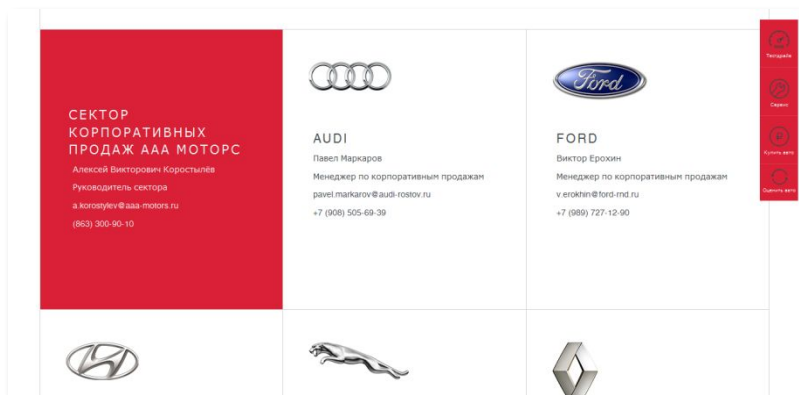 СЕКТОР
КОРПОРАТИВНЫХ
ПРОДАЖ ААА МОТОРС
Алексей Викторович Коростылёв
Руководитель сектора
a.korostylev@aaa-motors.ru
(863) 300-90-10
AUDI
Павел Маркаров
Менеджер по корпоративным продажам
pavel.markarov@audi-rostov.ru
+7 (908) 505-69-39
Ford
FORD
Виктор Ерохин
Менеджер по корпоративным продажам
v.erokhin@ford-rnd.ru
+7 (989) 727-12-90
Тест-драйв
Сервис
Купить авто
Оценить авто